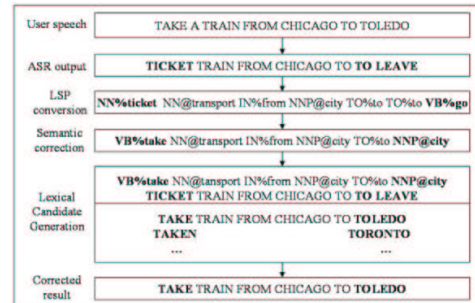 User speech
TAKE A TRAIN FROM CHICAGO TO TOLEDO
ASR output
TICKET TRAIN FROM CHICAGO TO TO LEAVE
LSP conversion
NN%ticket NN@transport IN%from NNP@city TO%to TO%to VB%go
Semantic correction
VB%take NN@transport IN%from NNP@city TO%to NNP@city
Lexical Candidate Generation
VB%take NN@tansport IN%from NNP@city TO%to NNP@city
TICKET TRAIN FROM CHICAGO TO TO LEAVE
TAKE TRAIN FROM CHICAGO TO TOLEDO
TAKEN TORONTO
... ...
Corrected result
TAKE TRAIN FROM CHICAGO TO TOLEDO